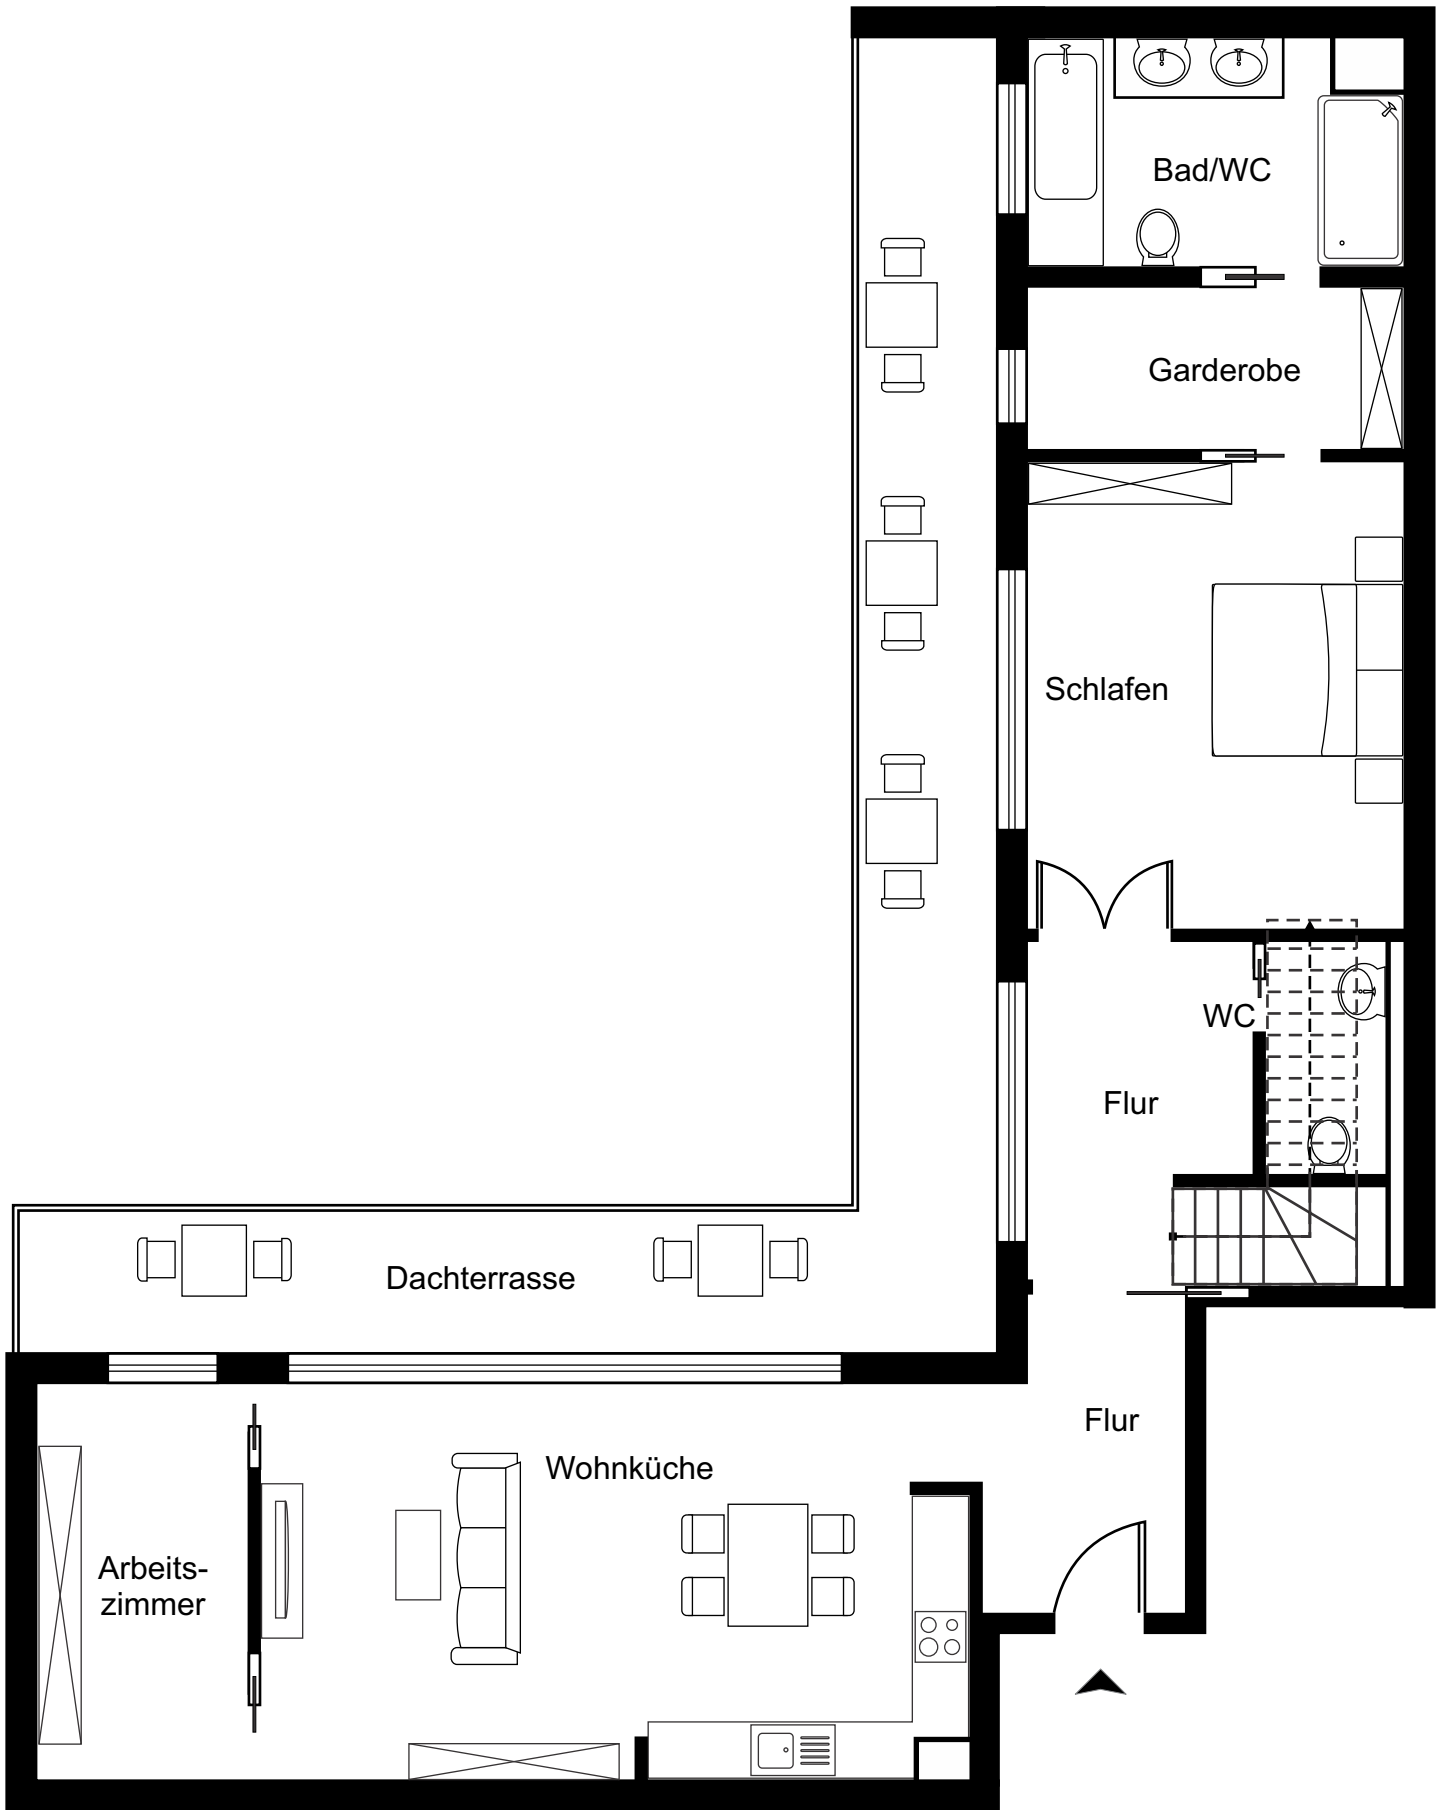 Bad/WC
Garderobe
Schlafen
WC
Flur
Dachterrasse
Flur
Wohnküche
Arbeits-
zimmer